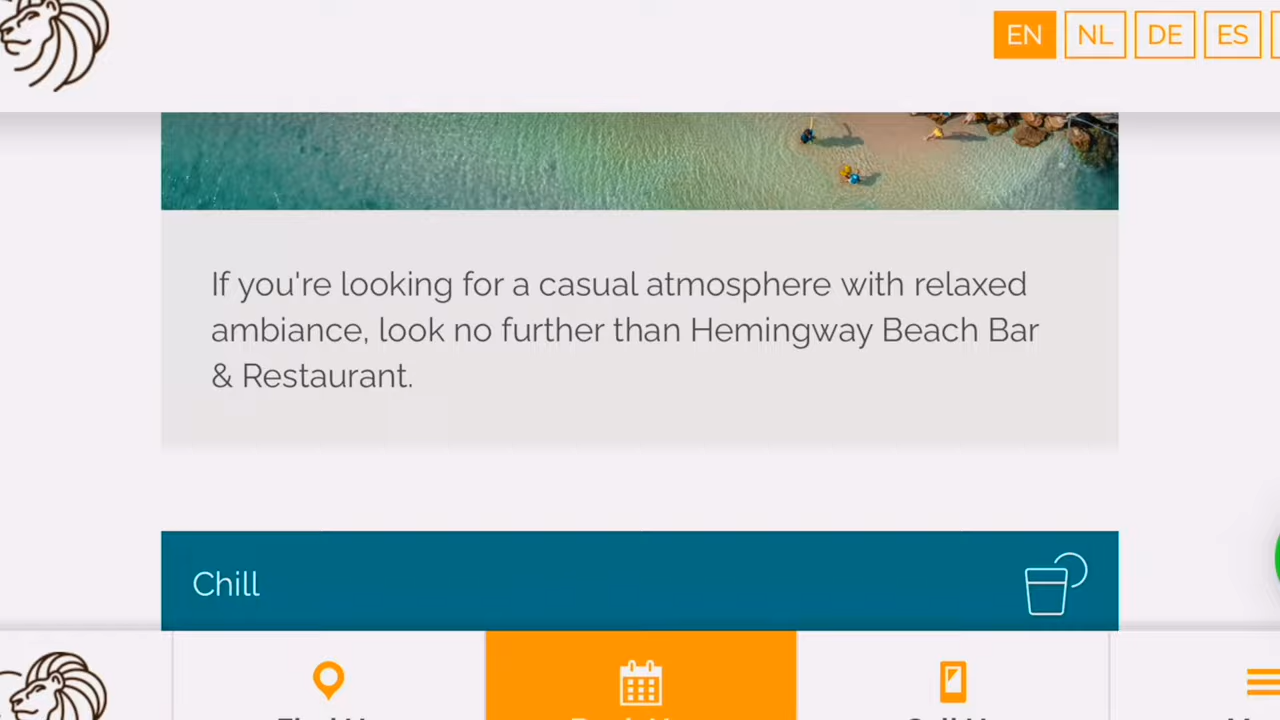 EN NL DE ES
If you're looking for a casual atmosphere with relaxed
ambiance, look no further than Hemingway Beach Bar
& Restaurant.
Chill